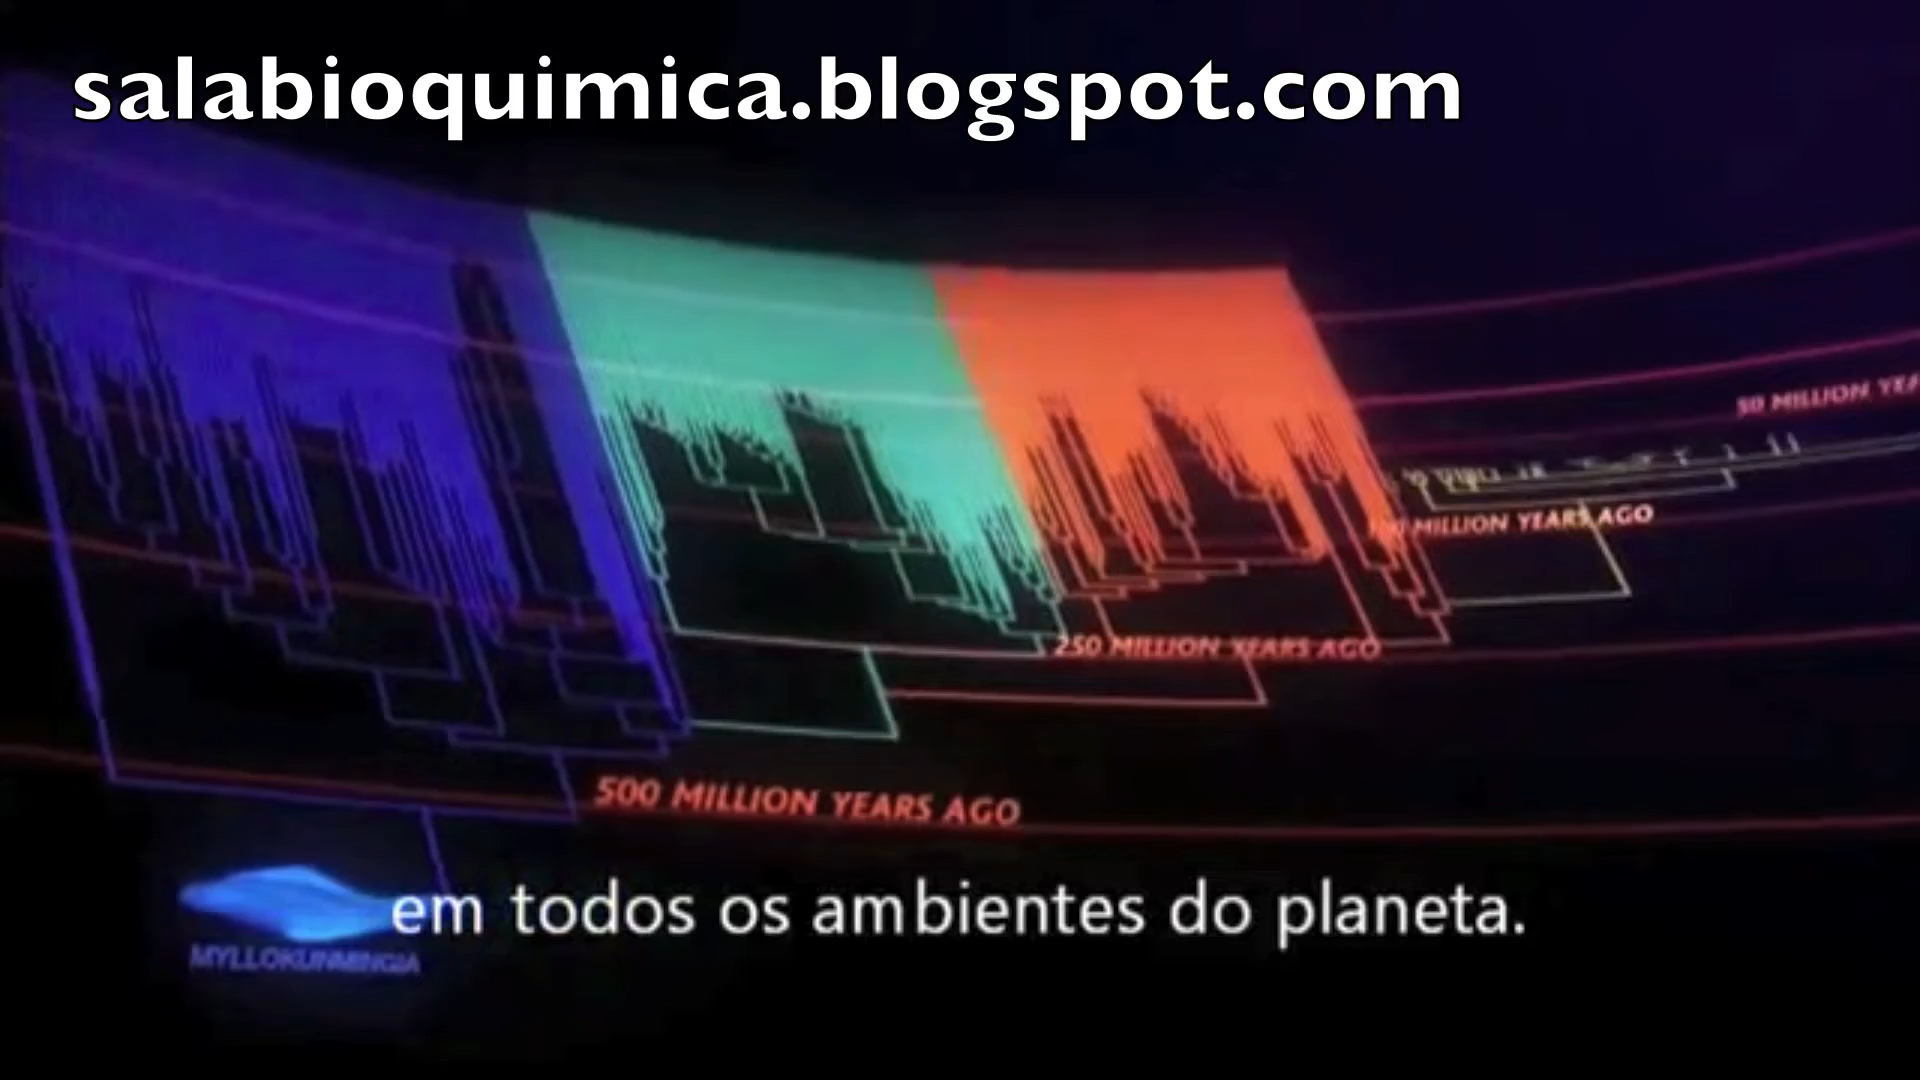 salabioquimica.blogspot.com
50 MILLION
MILLION YEARS AGO
250 MILLION YEARS AGO
500 MILLION YEARS AGO
em todos os ambientes do planeta.
MYLLOKUNMINGIA